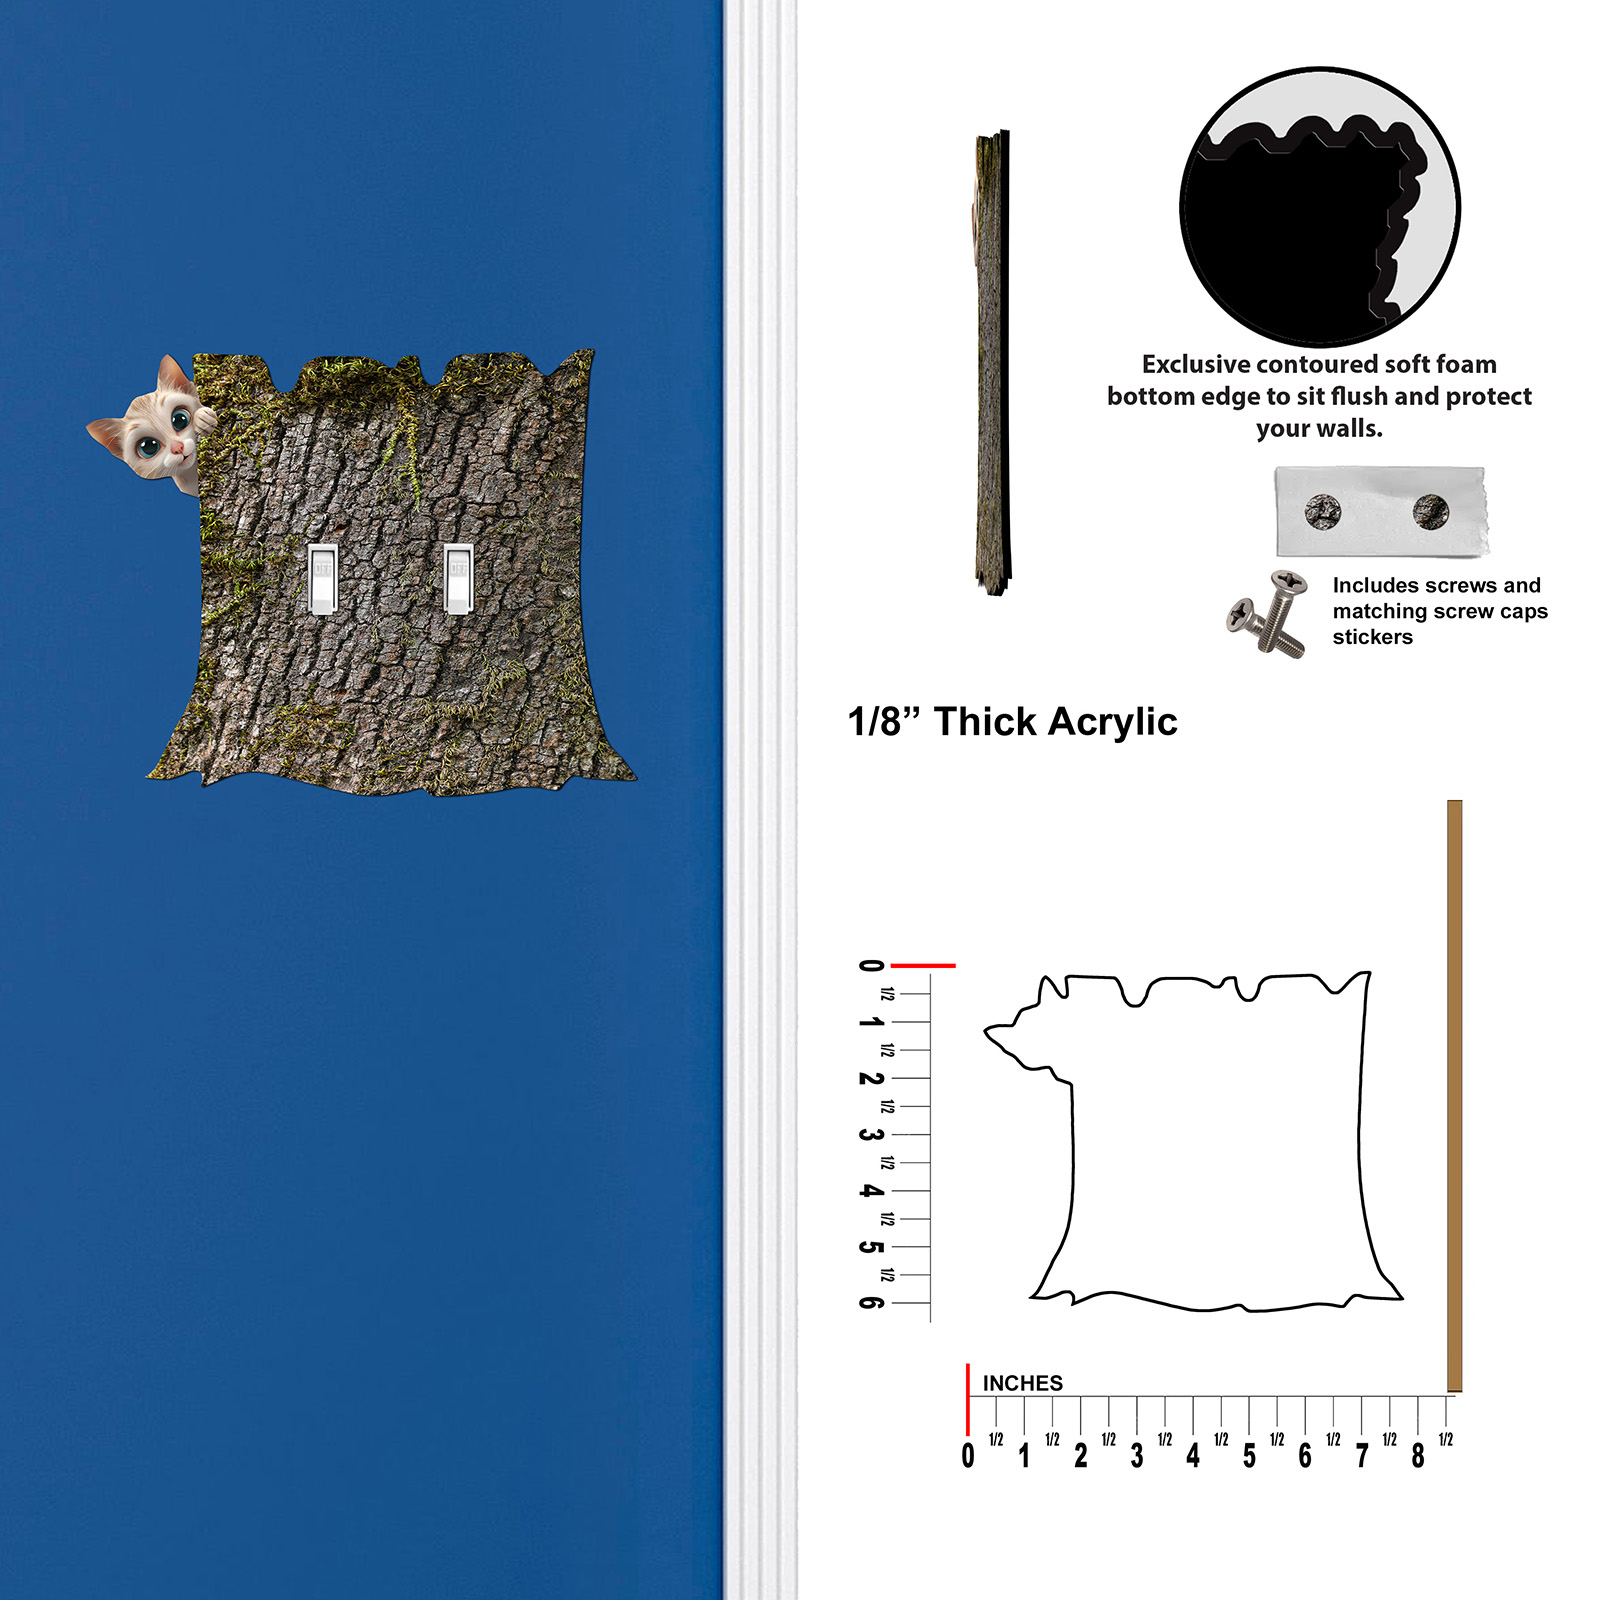 OFF
OFF
Exclusive contoured soft foam
bottom edge to sit flush and protect
your walls.
Includes screws and
matching screw caps
stickers
1/8” Thick Acrylic
0
1/2
1
1/2
2
1/2
3
1/2
4
1/2
5
1/2
6
INCHES
0 1/2 1 1/2 2 1/2 3 1/2 4 1/2 5 1/2 6 1/2 7 1/2 8 1/2